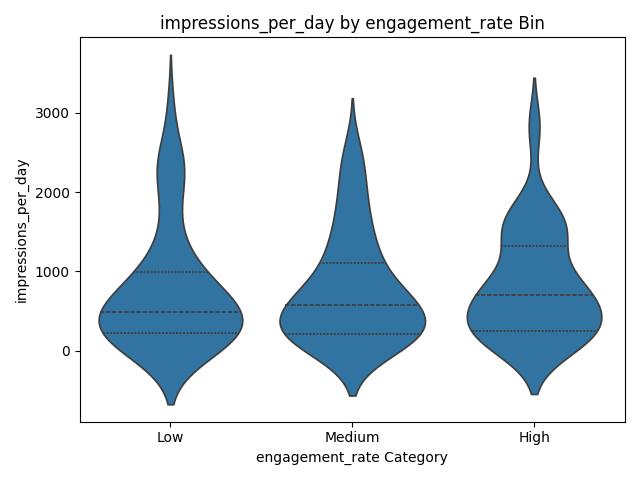 impressions_per_day by engagement_rate Bin
impressions_per_day
3000
2000
1000
0
Low Medium High
engagement_rate Category